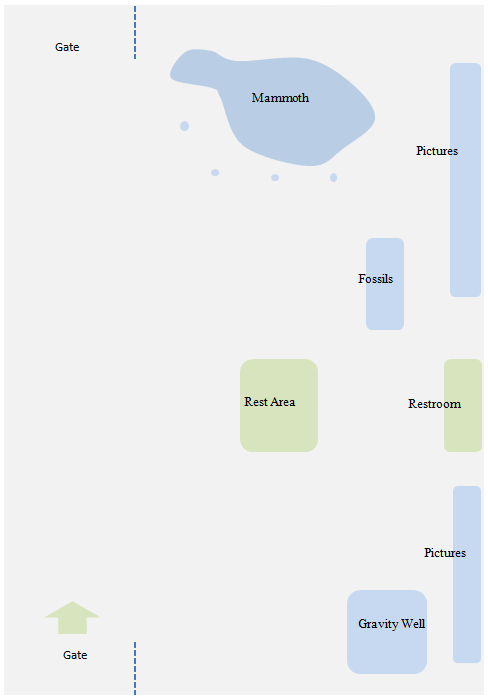 Gate
Mammoth
Pictures
Fossils
Rest Area
Restroom
Pictures
Gravity Well
Gate